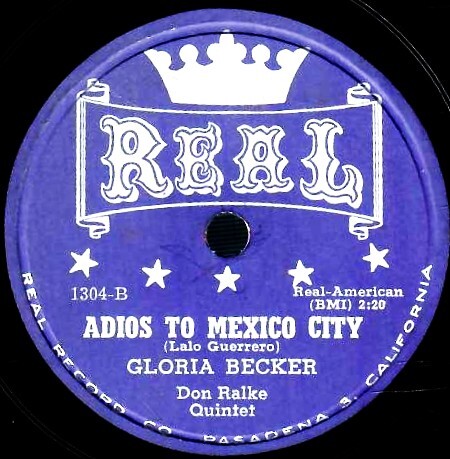 REAL
1304-B
Real-American
(BMI) 2:20
ADIOS TO MEXICO CITY
(Lalo Guerrero)
GLORIA BECKER
Don Ralke
Quintet
REAL RECORD CO. PASADENA 3, CALIFORNIA